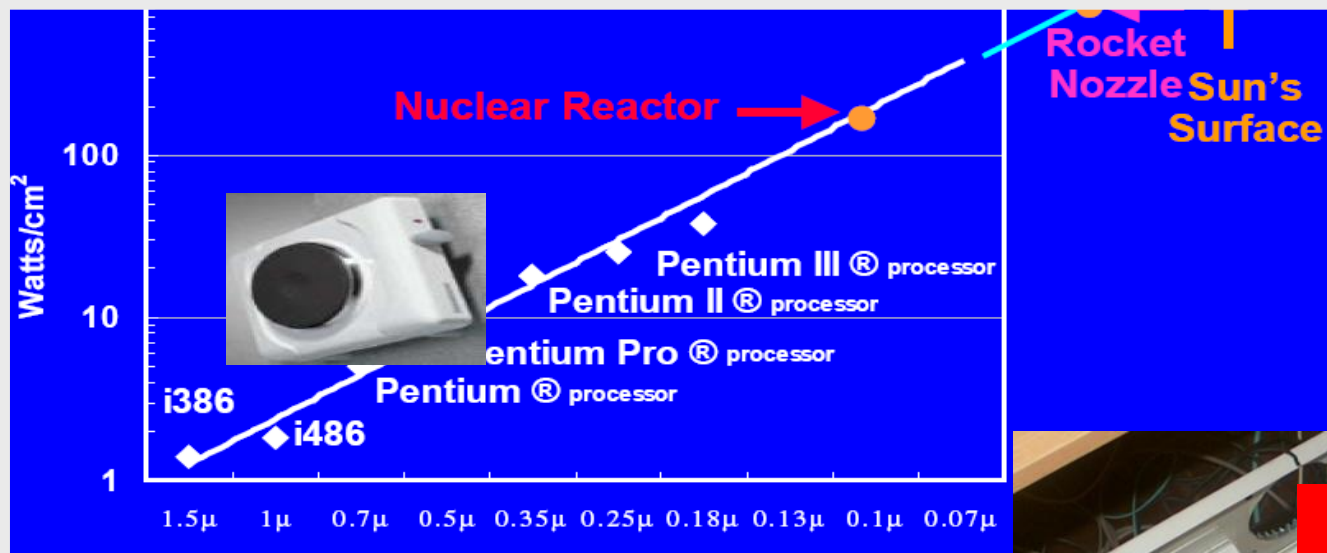 Rocket
Nozzle
Sun's
Surface
Nuclear Reactor
100
Watts/cm²
Pentium III ® processor
Pentium II ® processor
10
entium Pro ® processor
Pentium ® processor
i386
i486
1
1.5µ 1µ 0.7µ 0.5µ 0.35µ 0.25µ 0.18µ 0.13µ 0.1µ 0.07µ